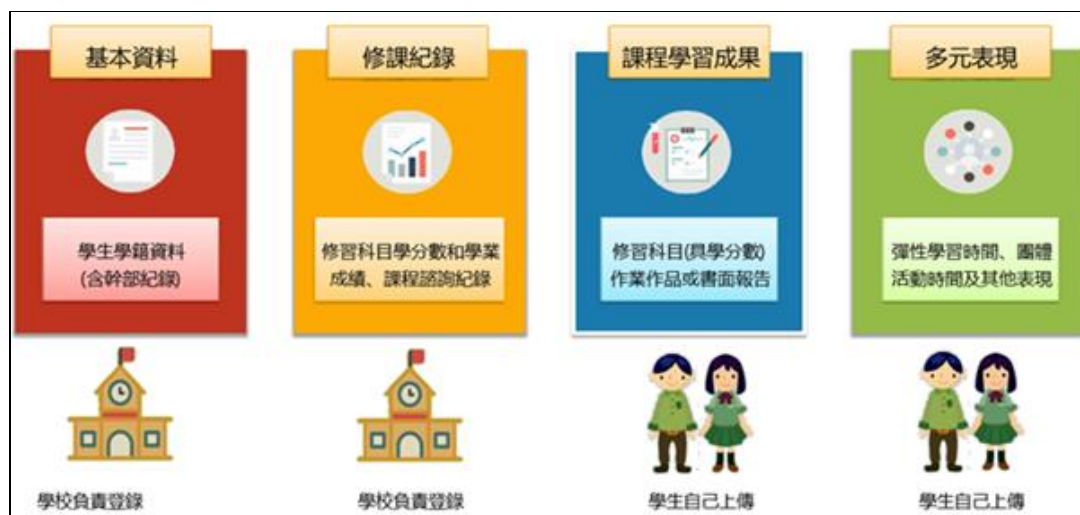 基本資料
學生學籍資料
(含幹部紀錄)
學校負責登錄
修課紀錄
修習科目學分數和學業
成績、課程諮詢紀錄
學校負責登錄
課程學習成果
修習科目(具學分數)
作業作品或書面報告
學生自己上傳
多元表現
彈性學習時間、團體
活動時間及其他表現
學生自己上傳